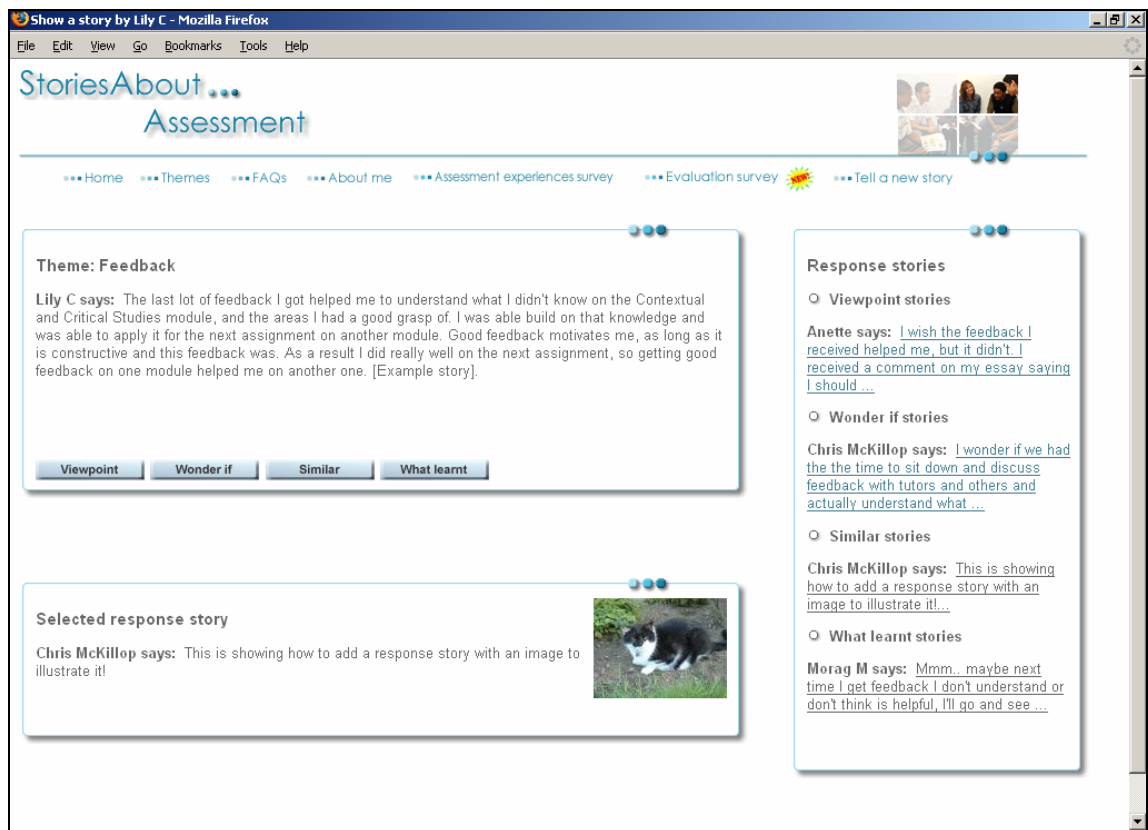 Show a story by Lily C - Mozilla Firefox
File Edit View Go Bookmarks Tools Help
StoriesAbout...
Assessment
Home Themes FAQs About me Assessment experiences survey Evaluation survey NEW! Tell a new story
Theme: Feedback
Lily C says: The last lot of feedback I got helped me to understand what I didn't know on the Contextual
and Critical Studies module, and the areas I had a good grasp of. I was able build on that knowledge and
was able to apply it for the next assignment on another module. Good feedback motivates me, as long as it
is constructive and this feedback was. As a result I did really well on the next assignment, so getting good
feedback on one module helped me on another one. [Example story].
Viewpoint Wonder if Similar What learnt
Selected response story
Chris McKillop says: This is showing how to add a response story with an image to
illustrate it!
Response stories
Viewpoint stories
Anette says: I wish the feedback I
received helped me, but it didn't. I
received a comment on my essay saying
I should ...
Wonder if stories
Chris McKillop says: I wonder if we had
the the time to sit down and discuss
feedback with tutors and others and
actually understand what ...
Similar stories
Chris McKillop says: This is showing
how to add a response story with an
image to illustrate it!...
What learnt stories
Morag M says: Mmm.. maybe next
time I get feedback I don't understand or
don't think is helpful, I'll go and see ...